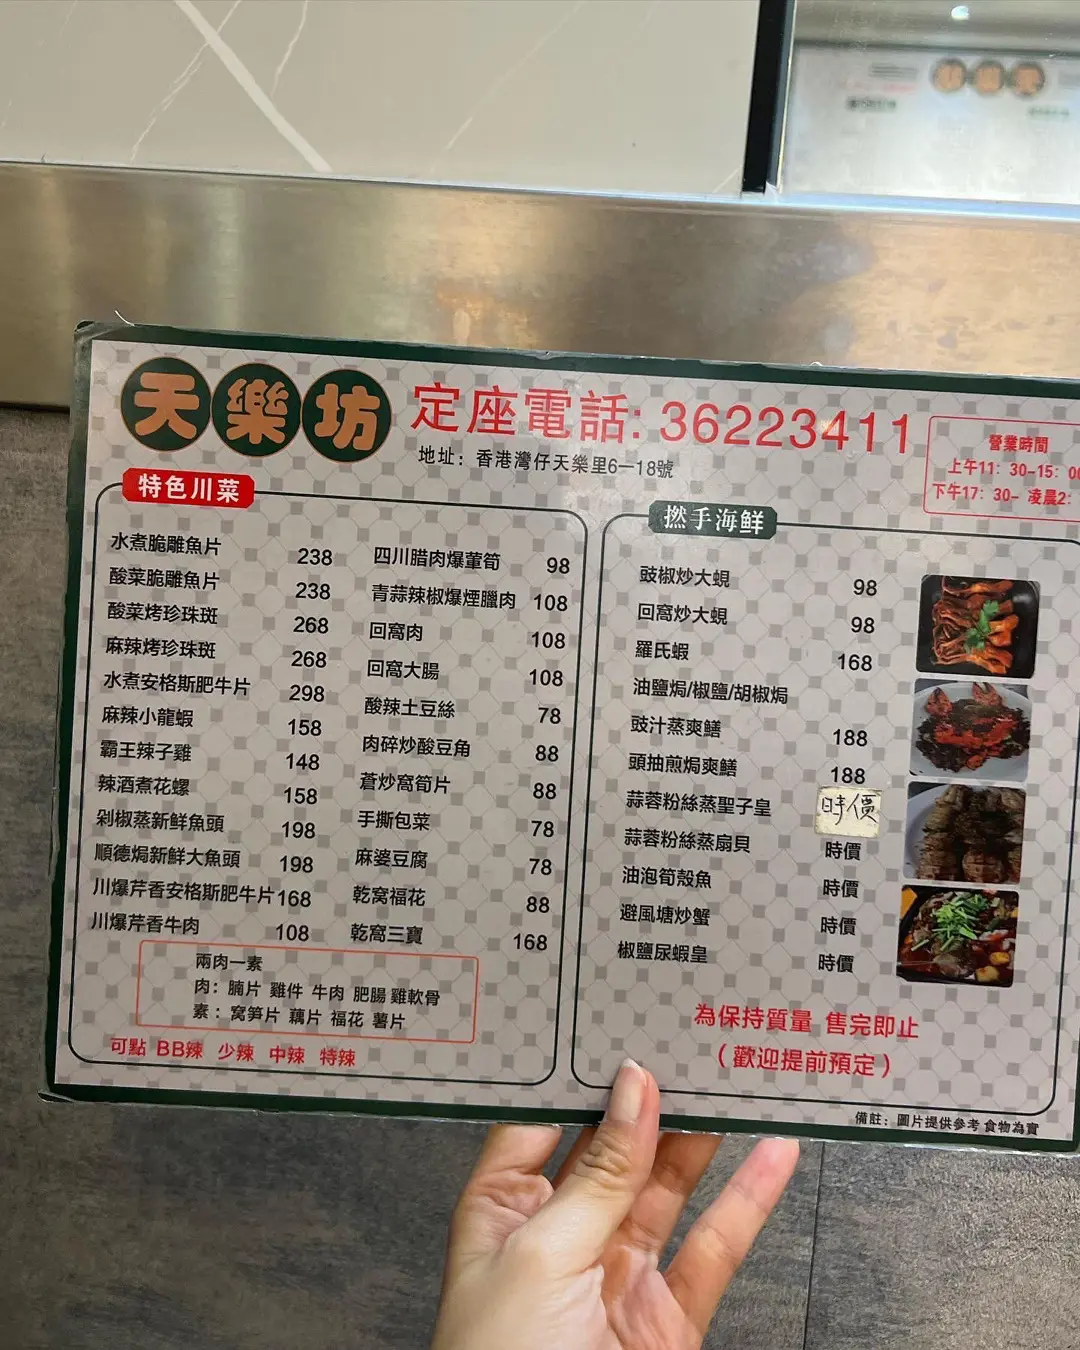 天樂坊
定座電話: 36223411
地址：香港灣仔天樂里6—18號
營業時間
上午11：30-15：00
下午17：30- 凌晨2：
特色川菜
水煮脆雕魚片 238
酸菜脆雕魚片 238
酸菜烤珍珠斑 268
麻辣烤珍珠斑 268
水煮安格斯肥牛片 298
麻辣小龍蝦 158
霸王辣子雞 148
辣酒煮花螺 158
剁椒蒸新鮮魚頭 198
順德焗新鮮大魚頭 198
川爆芹香安格斯肥牛片 168
川爆芹香牛肉 108
四川腊肉爆葷筍 98
青蒜辣椒爆煙臘肉 108
回窩肉 108
回窩大腸 108
酸辣土豆絲 78
肉碎炒酸豆角 88
蒼炒窩筍片 88
手撕包菜 78
麻婆豆腐 78
乾窝福花 88
乾窩三寶 168
兩肉一素
肉：腩片 雞件 牛肉 肥腸 雞軟骨
素：窝笋片 藕片 福花 薯片
可點 BB辣 少辣 中辣 特辣
撚手海鮮
豉椒炒大蜆 98
回窩炒大蜆 98
羅氏蝦 168
油鹽焗/椒鹽/胡椒焗
豉汁蒸爽鱔 188
頭抽煎焗爽鱔 188
蒜蓉粉絲蒸聖子皇 時價
蒜蓉粉絲蒸扇貝 時價
油泡筍殼魚 時價
避風塘炒蟹 時價
椒鹽尿蝦皇 時價
為保持質量 售完即止
（歡迎提前預定）
備註：圖片提供參考 食物為實